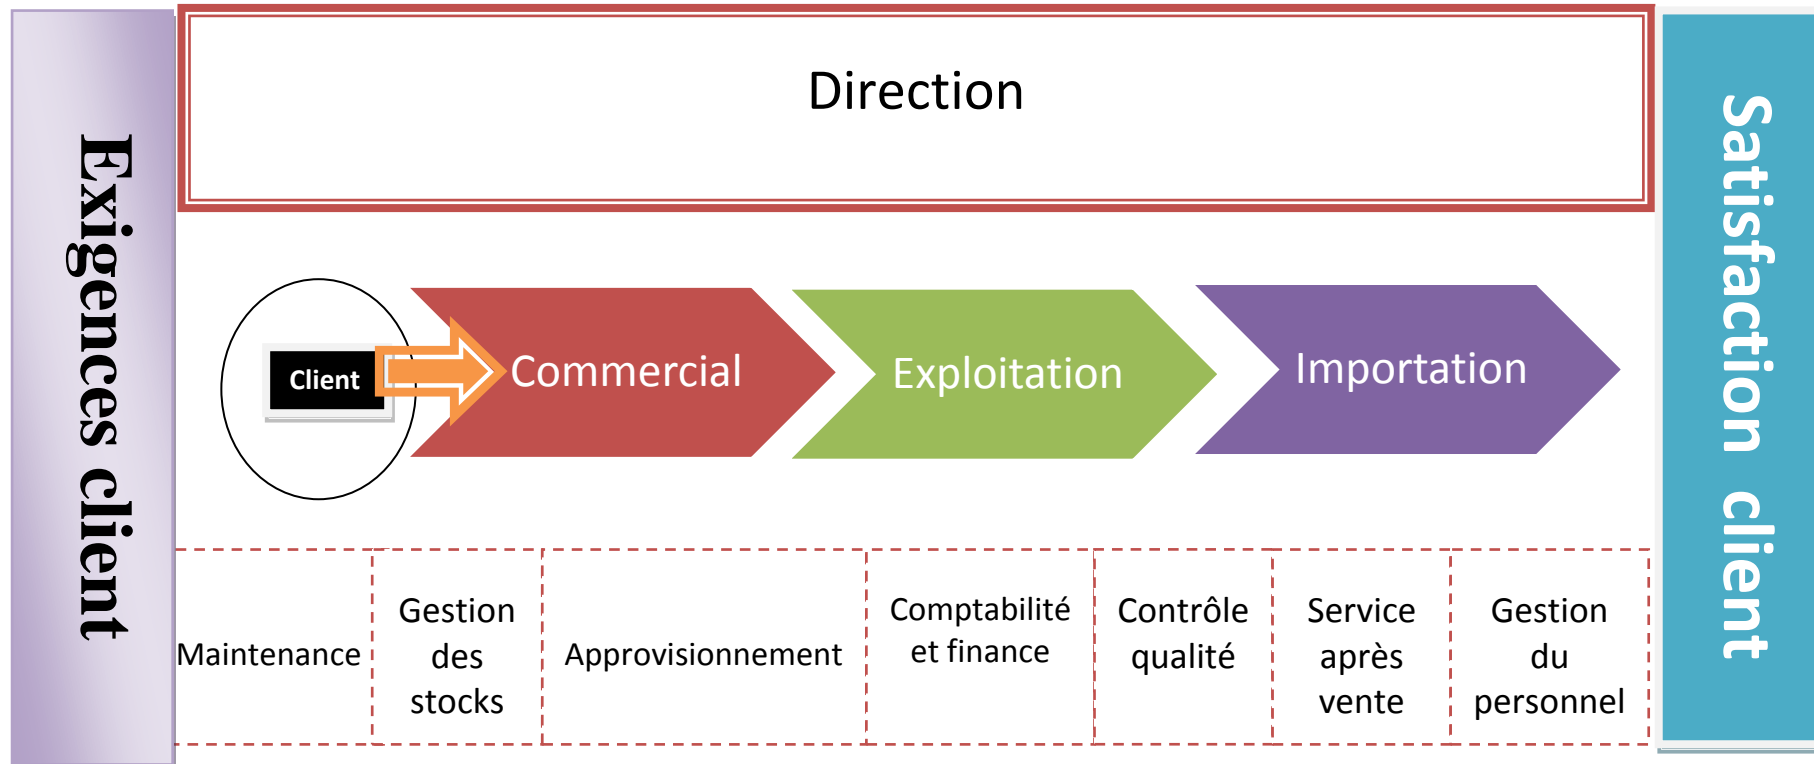 Exigences client
Direction
Satisfaction client
Client
Commercial
Exploitation
Importation
Maintenance
Gestion
des
stocks
Approvisionnement
Comptabilité
et finance
Contrôle
qualité
Service
après
vente
Gestion
du
personnel